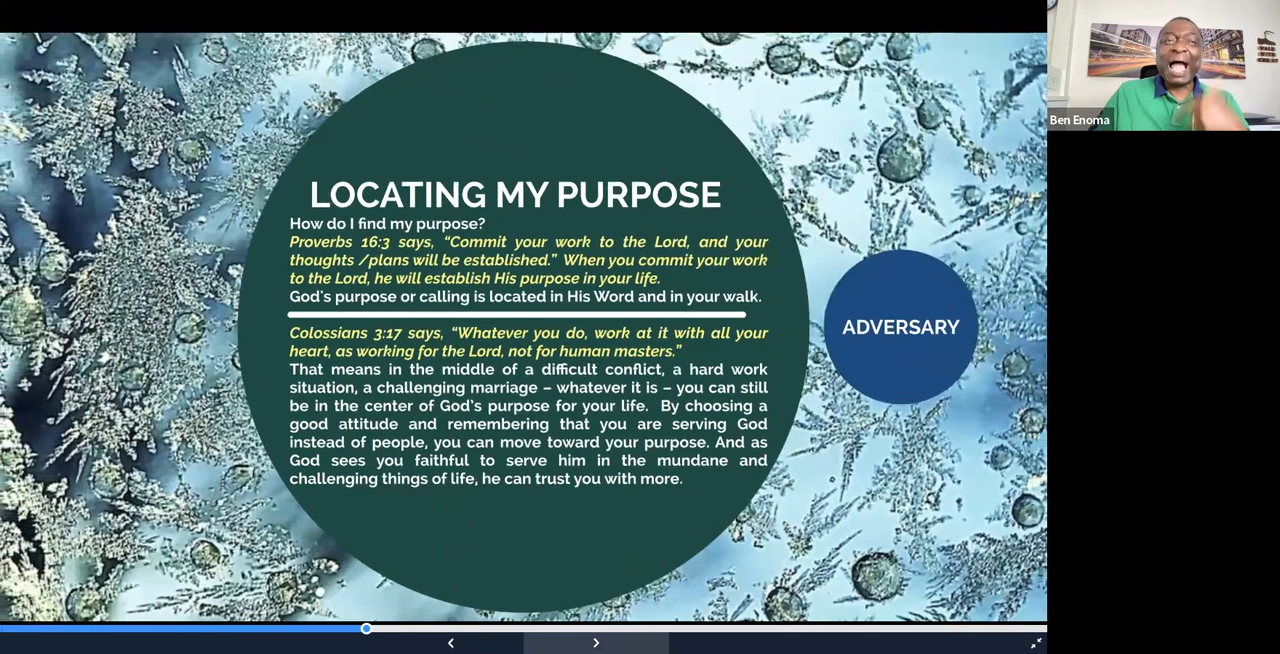 LOCATING MY PURPOSE
How do I find my purpose?
Proverbs 16:3 says, “Commit your work to the Lord, and your
thoughts /plans will be established.” When you commit your work
to the Lord, he will establish His purpose in your life.
God's purpose or calling is located in His Word and in your walk.
Colossians 3:17 says, “Whatever you do, work at it with all your
heart, as working for the Lord, not for human masters.”
That means in the middle of a difficult conflict, a hard work
situation, a challenging marriage – whatever it is – you can still
be in the center of God's purpose for your life. By choosing a
good attitude and remembering that you are serving God
instead of people, you can move toward your purpose. And as
God sees you faithful to serve him in the mundane and
challenging things of life, he can trust you with more.
ADVERSARY
Ben Enoma